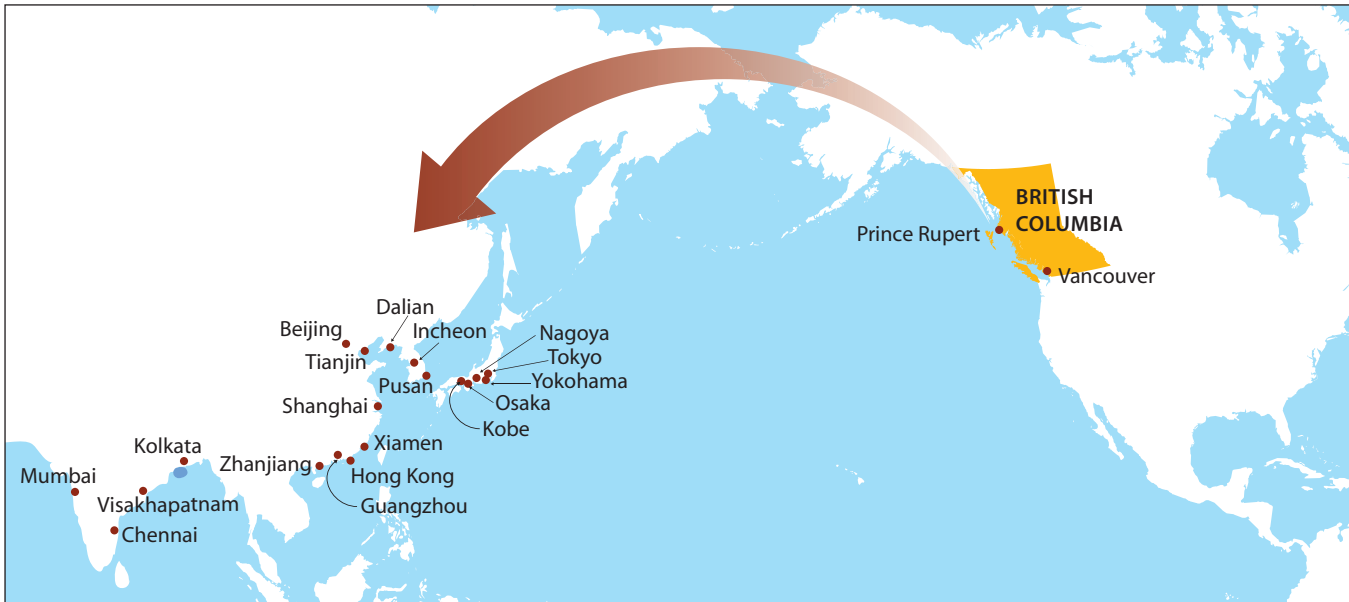 BRITISH
COLUMBIA
Prince Rupert
Vancouver
Dalian
Beijing
Incheon
Nagoya
Tianjin
Tokyo
Pusan
Yokohama
Shanghai
Osaka
Kobe
Kolkata
Xiamen
Zhanjiang
Mumbai
Hong Kong
Visakhapatnam
Guangzhou
Chennai